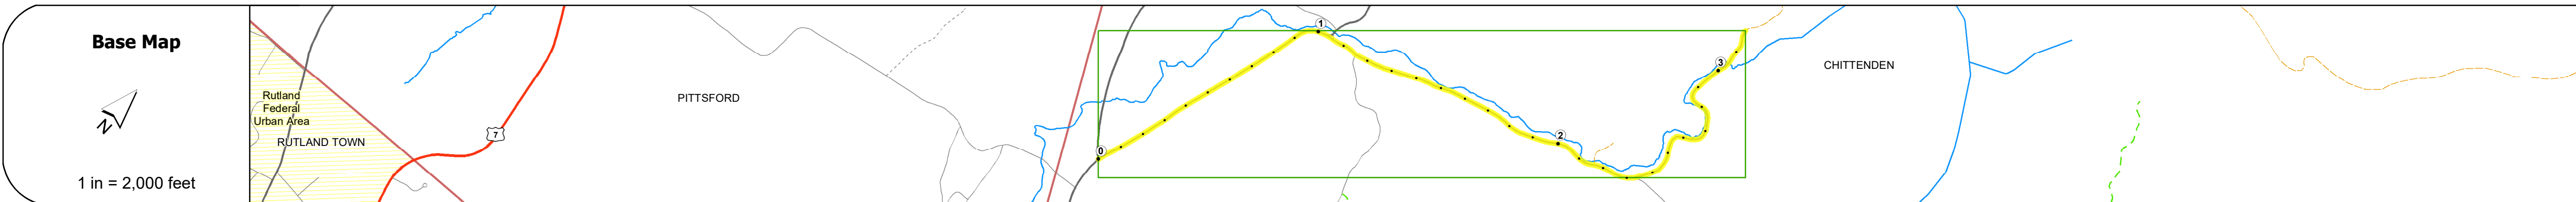 Base Map
N
1 in = 2,000 feet
Rutland
Federal
Urban Area
RUTLAND TOWN
7
PITTSFORD
0
1
2
3
CHITTENDEN